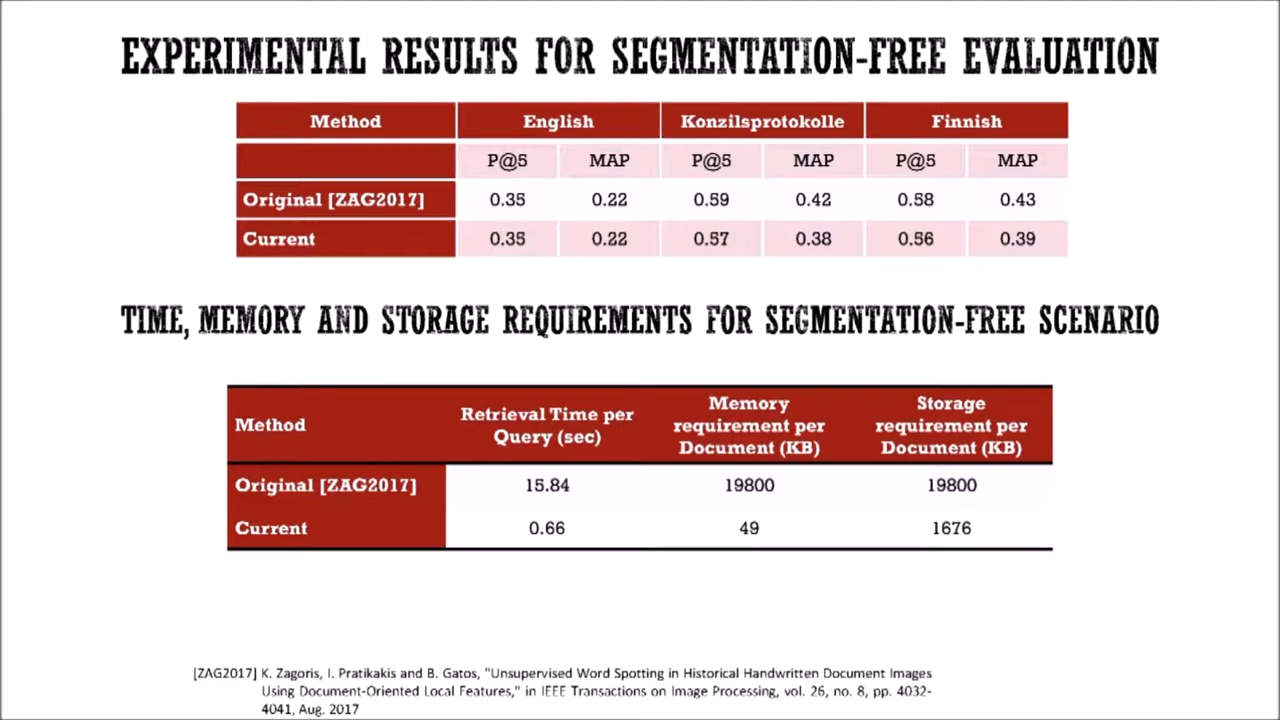 EXPERIMENTAL RESULTS FOR SEGMENTATION-FREE EVALUATION
Method English Konzilsprotokolle Finnish
P@5 MAP P@5 MAP P@5 MAP
Original [ZAG2017] 0.35 0.22 0.59 0.42 0.58 0.43
Current 0.35 0.22 0.57 0.38 0.56 0.39
TIME, MEMORY AND STORAGE REQUIREMENTS FOR SEGMENTATION-FREE SCENARIO
Method Retrieval Time per Query (sec) Memory requirement per Document (KB) Storage requirement per Document (KB)
Original [ZAG2017] 15.84 19800 19800
Current 0.66 49 1676
[ZAG2017] K. Zagoris, I. Pratikakis and B. Gatos, "Unsupervised Word Spotting in Historical Handwritten Document Images
Using Document-Oriented Local Features," in IEEE Transactions on Image Processing, vol. 26, no. 8, pp. 4032-
4041, Aug. 2017